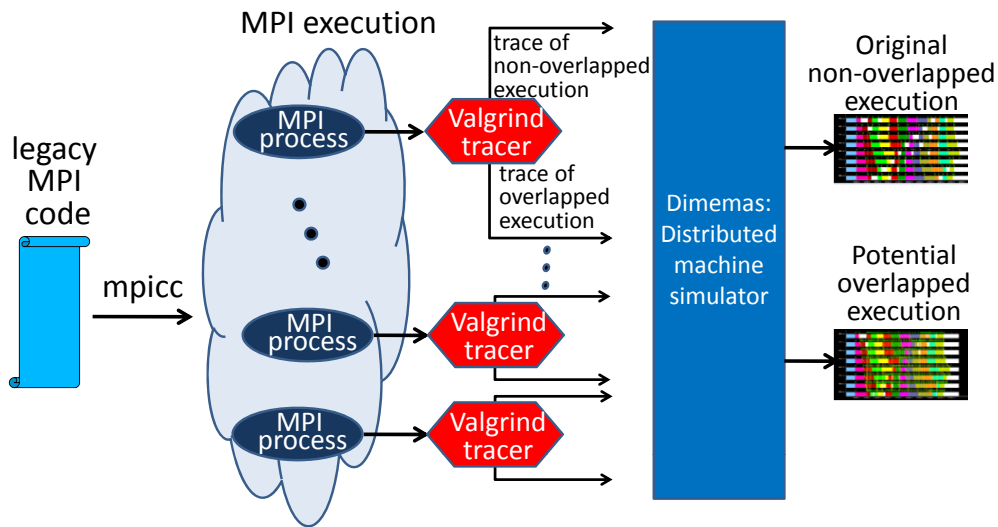 MPI execution
legacy
MPI
code
mpicc
MPI
process
Valgrind
tracer
trace of
non-overlapped
execution
trace of
overlapped
execution
MPI
process
Valgrind
tracer
MPI
process
Valgrind
tracer
Dimemas:
Distributed
machine
simulator
Original
non-overlapped
execution
Potential
overlapped
execution